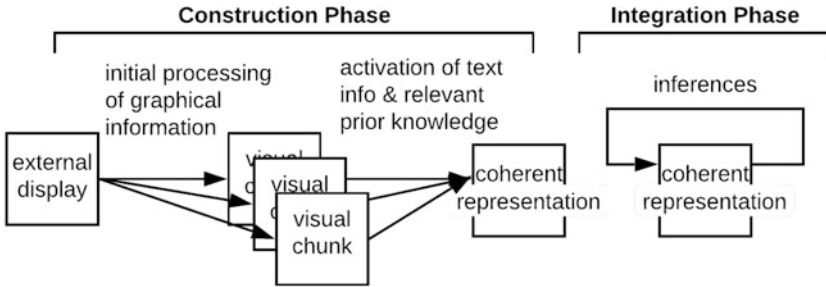 Construction Phase
Integration Phase
initial processing
of graphical
information
activation of text
info & relevant
prior knowledge
inferences
external
display
visual
chunk
coherent
representation
coherent
representation